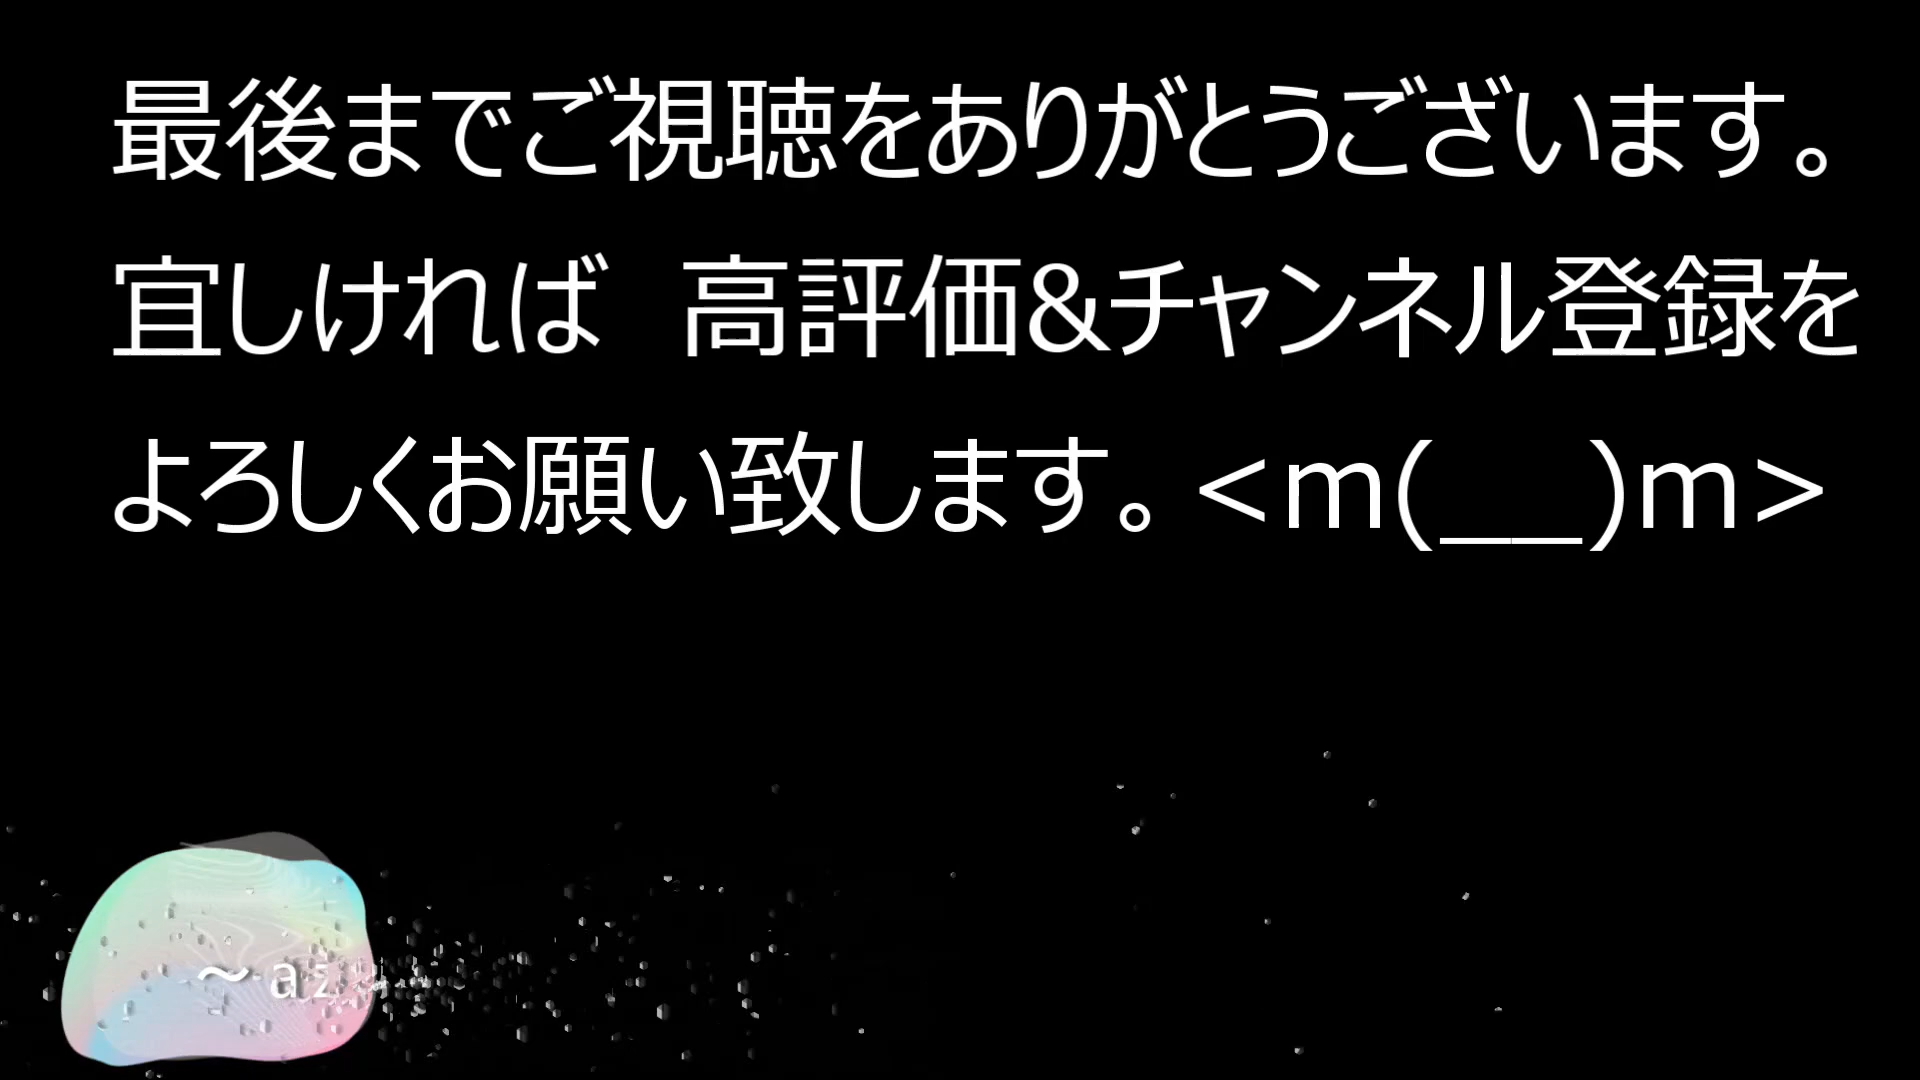 最後までご視聴をありがとうございます。
宜しければ　高評価&チャンネル登録を
よろしくお願い致します。<m(__)m>
～az